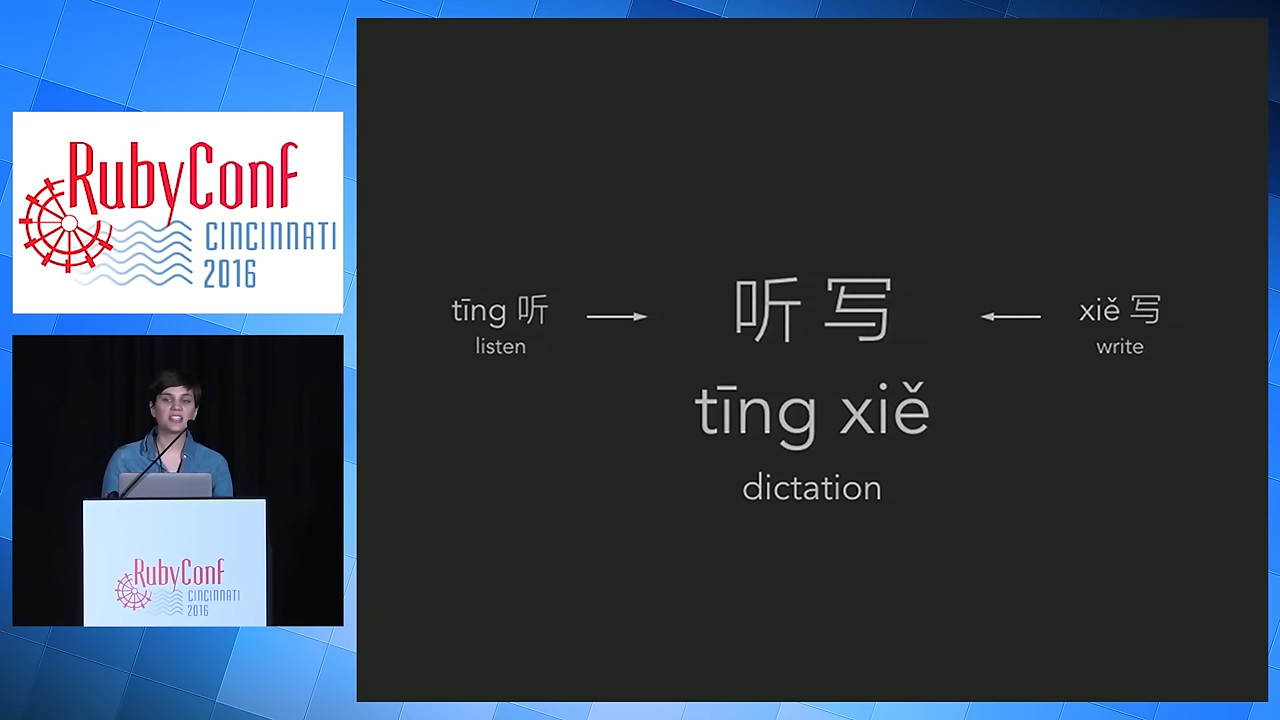 RubyConf
CINCINNATI
2016
tīng 听
listen
听 写
tīng xiě
dictation
xiě 写
write
RubyConf
CINCINNATI
2016